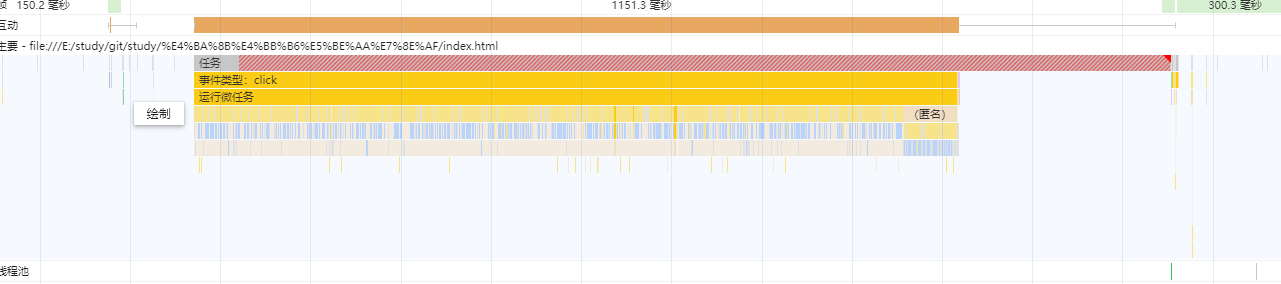 帧 150.2 毫秒 1151.3 毫秒 300.3 毫秒
互动
主要 - file:///E:/study/git/study/%E4%BA%8B%E4%BB%B6%E5%BE%AA%E7%8E%AF/index.html
任务
事件类型：click
运行微任务
绘制 （匿名）
线程池